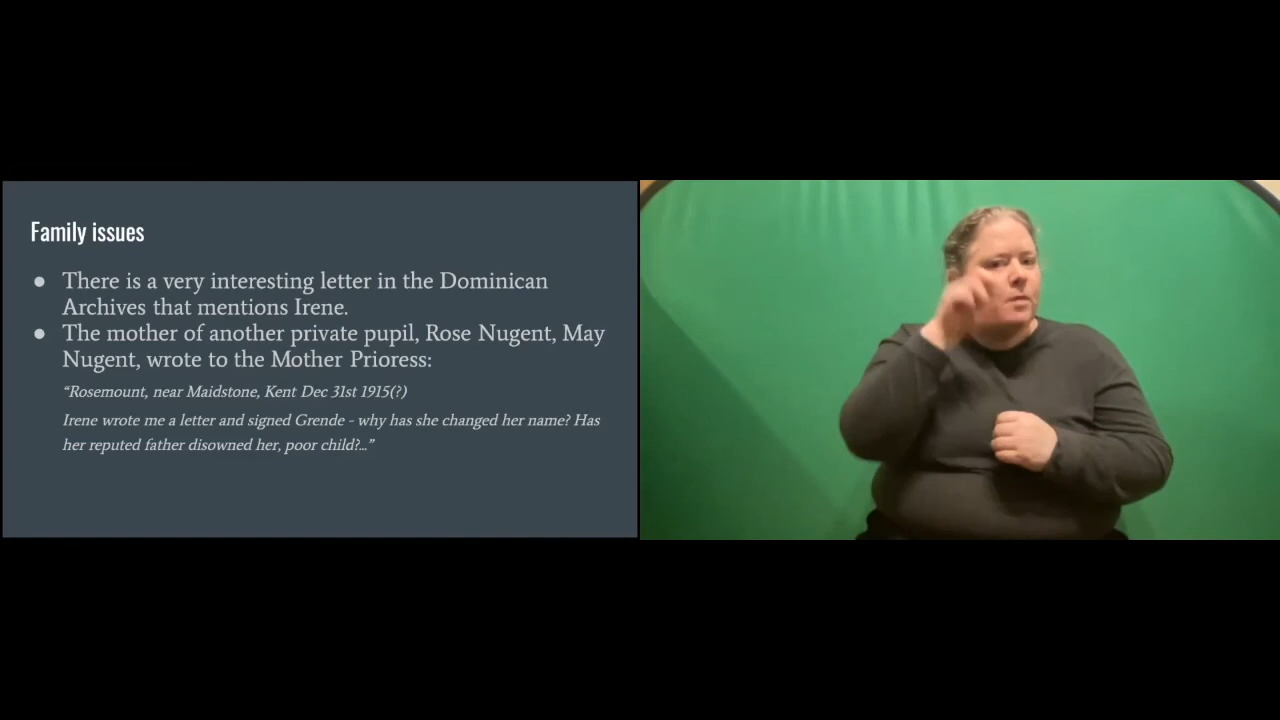 Family issues
● There is a very interesting letter in the Dominican
Archives that mentions Irene.
● The mother of another private pupil, Rose Nugent, May
Nugent, wrote to the Mother Prioress:
“Rosemount, near Maidstone, Kent Dec 31st 1915(?)
Irene wrote me a letter and signed Grende - why has she changed her name? Has
her reputed father disowned her, poor child?...”